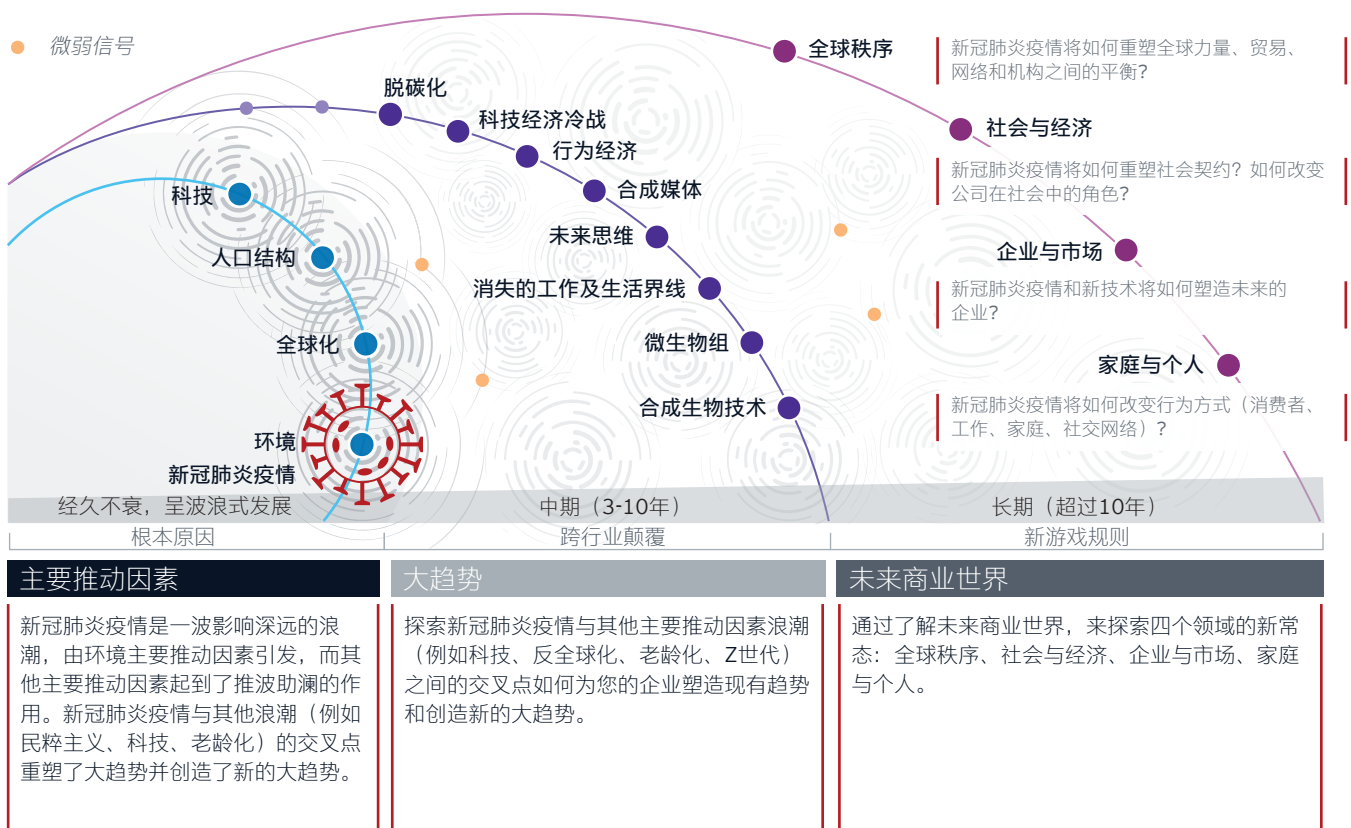 微弱信号
全球秩序
新冠肺炎疫情将如何重塑全球力量、贸易、
网络和机构之间的平衡？
脱碳化
科技经济冷战
社会与经济
行为经济
新冠肺炎疫情将如何重塑社会契约？如何改变
公司在社会中的角色？
科技
合成媒体
未来思维
企业与市场
人口结构
消失的工作及生活界线
新冠肺炎疫情和新技术将如何塑造未来的
企业？
全球化
微生物组
家庭与个人
合成生物技术
新冠肺炎疫情将如何改变行为方式（消费者、
工作、家庭、社交网络）？
环境
新冠肺炎疫情
经久不衰，呈波浪式发展
中期（3-10年）
长期（超过10年）
根本原因
跨行业颠覆
新游戏规则
主要推动因素
新冠肺炎疫情是一波影响深远的浪
潮，由环境主要推动因素引发，而其
他主要推动因素起到了推波助澜的作
用。新冠肺炎疫情与其他浪潮（例如
民粹主义、科技、老龄化）的交叉点
重塑了大趋势并创造了新的大趋势。
大趋势
探索新冠肺炎疫情与其他主要推动因素浪潮
（例如科技、反全球化、老龄化、Z世代）
之间的交叉点如何为您的企业塑造现有趋势
和创造新的大趋势。
未来商业世界
通过了解未来商业世界，来探索四个领域的新常
态：全球秩序、社会与经济、企业与市场、家庭
与个人。